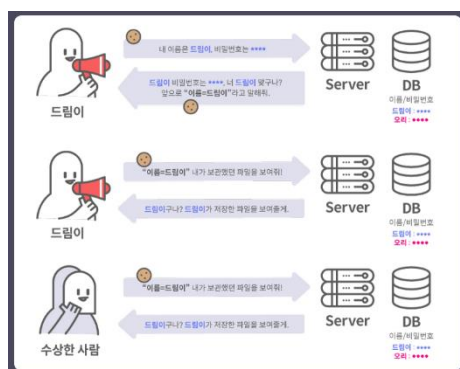 내 이름은 드림이, 비밀번호는 ****
드림이 비밀번호는 ****, 너 드림이 맞구나?
앞으로 "이름=드림이"라고 말해줘.
드림이
Server
DB
이름/비밀번호
드림이 : ****
오리 : ****
"이름=드림이" 내가 보관했던 파일을 보여줘!
드림이구나? 드림이가 저장한 파일을 보여줄게.
드림이
Server
DB
이름/비밀번호
드림이 : ****
오리 : ****
"이름=드림이" 내가 보관했던 파일을 보여줘!
드림이구나? 드림이가 저장한 파일을 보여줄게.
수상한 사람
Server
DB
이름/비밀번호
드림이 : ****
오리 : ****